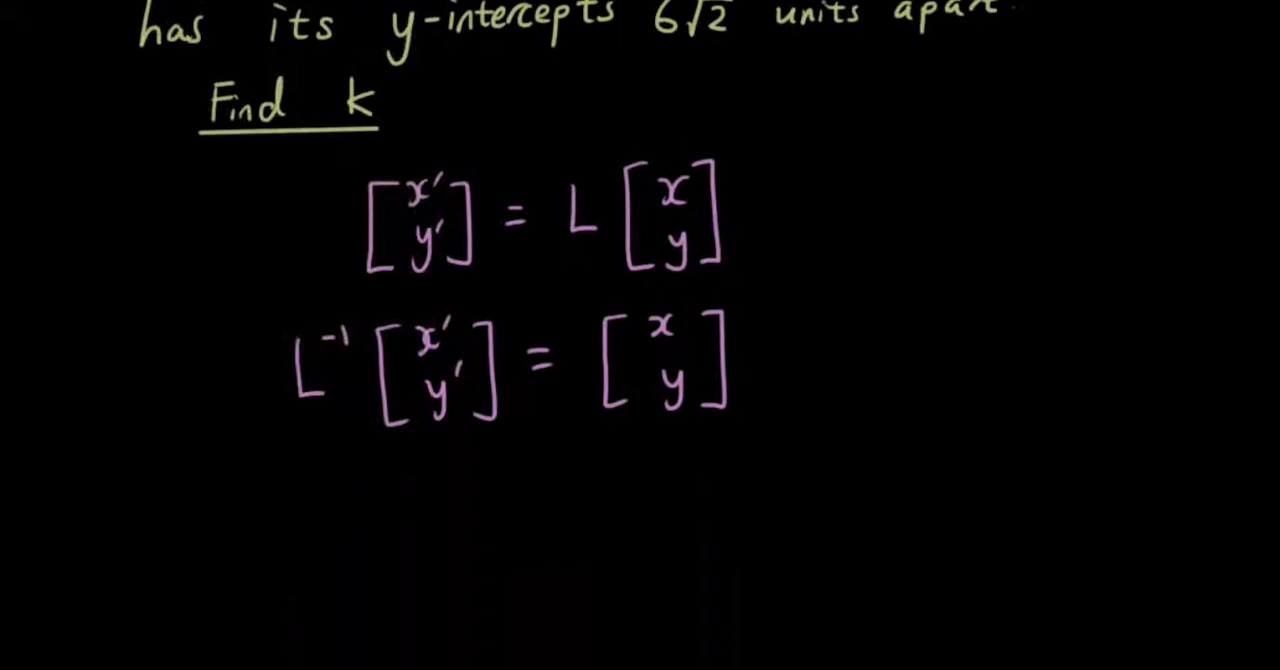 has its y-intercepts 6√2 units apart.
Find k
[x' y'] = L [x y]
L⁻¹ [x' y'] = [x y]